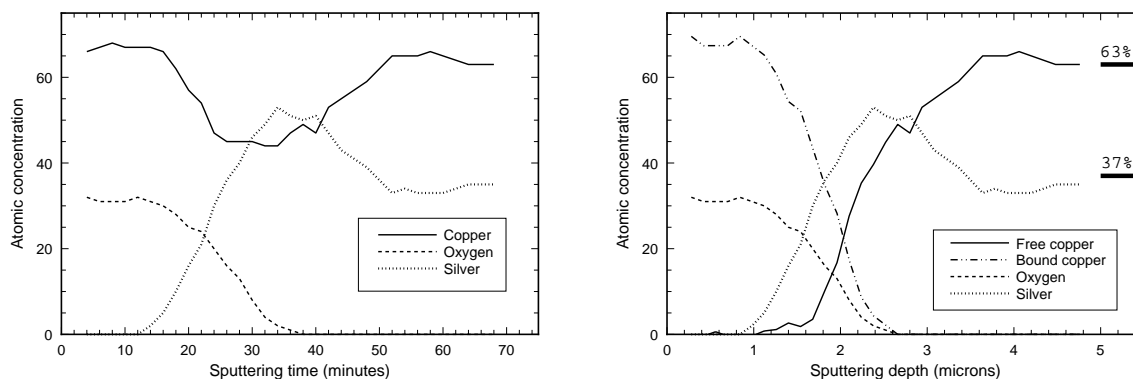 Atomic concentration
60
40
20
0
Copper
Oxygen
Silver
0 10 20 30 40 50 60 70
Sputtering time (minutes)
Atomic concentration
60
40
20
0
63%
37%
Free copper
Bound copper
Oxygen
Silver
0 1 2 3 4 5
Sputtering depth (microns)